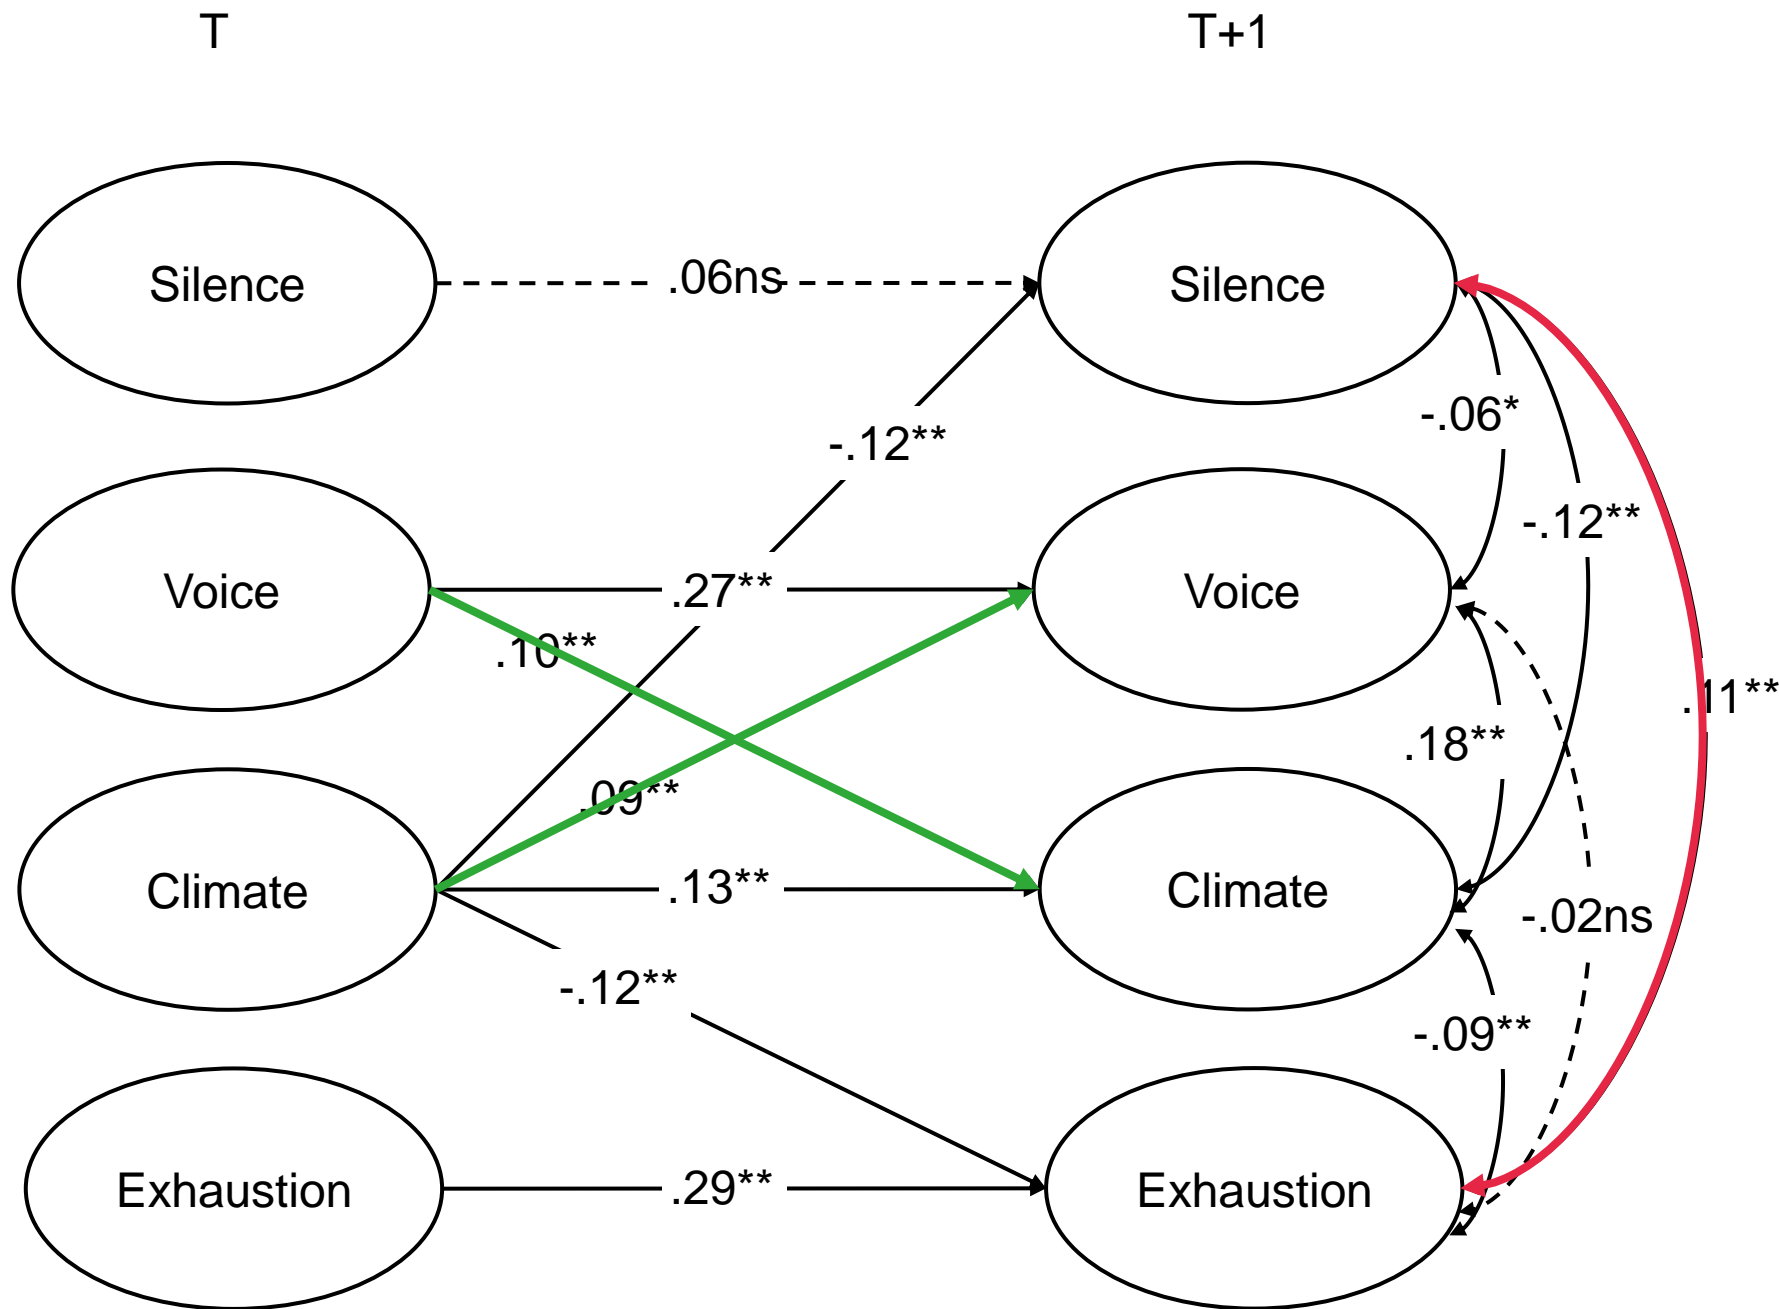 T
T+1
Silence
.06ns
Silence
-.06*
-.12**
-.12**
Voice
.27**
Voice
.10**
.11**
.18**
.09**
Climate
.13**
Climate
-.02ns
-.12**
-.09**
Exhaustion
.29**
Exhaustion